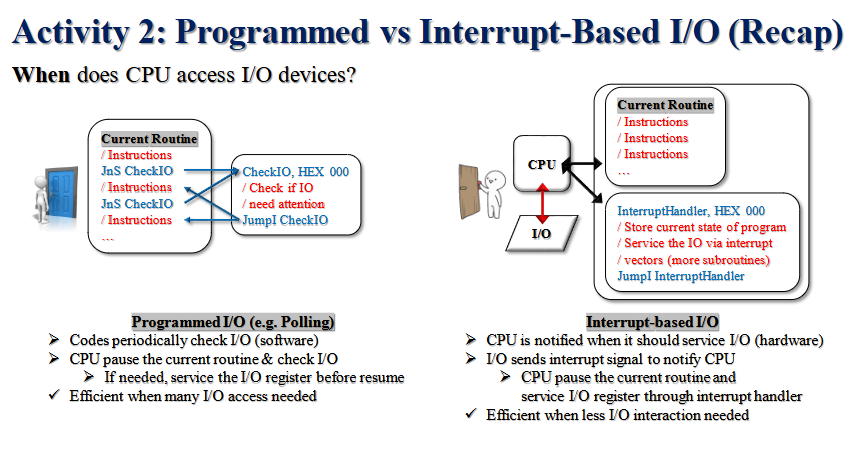 Activity 2: Programmed vs Interrupt-Based I/O (Recap)
When does CPU access I/O devices?
Current Routine
/ Instructions
JnS CheckIO
/ Instructions
JnS CheckIO
/ Instructions
...
CheckIO, HEX 000
/ Check if IO
/ need attention
JumpI CheckIO
Programmed I/O (e.g. Polling)
➤ Codes periodically check I/O (software)
➤ CPU pause the current routine & check I/O
➤ If needed, service the I/O register before resume
✓ Efficient when many I/O access needed
CPU
I/O
Current Routine
/ Instructions
/ Instructions
/ Instructions
...
InterruptHandler, HEX 000
/ Store current state of program
/ Service the IO via interrupt
/ vectors (more subroutines)
JumpI InterruptHandler
Interrupt-based I/O
➤ CPU is notified when it should service I/O (hardware)
➤ I/O sends interrupt signal to notify CPU
➤ CPU pause the current routine and
service I/O register through interrupt handler
✓ Efficient when less I/O interaction needed